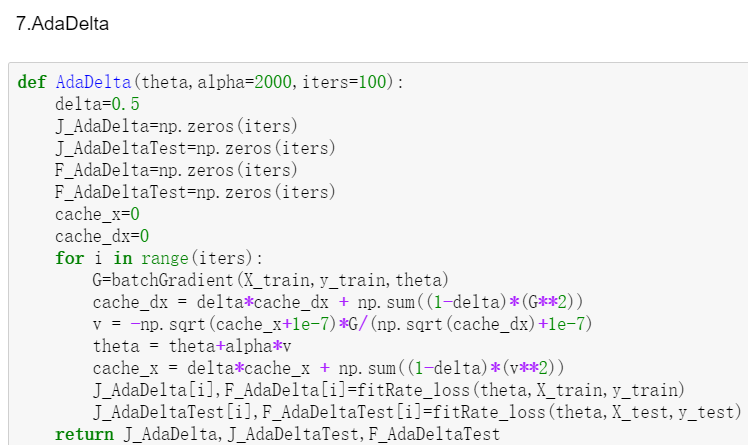 7.AdaDelta
def AdaDelta(theta,alpha=2000,iters=100):
    delta=0.5
    J_AdaDelta=np.zeros(iters)
    J_AdaDeltaTest=np.zeros(iters)
    F_AdaDelta=np.zeros(iters)
    F_AdaDeltaTest=np.zeros(iters)
    cache_x=0
    cache_dx=0
    for i in range(iters):
        G=batchGradient(X_train,y_train,theta)
        cache_dx = delta*cache_dx + np.sum((1-delta)*(G**2))
        v = -np.sqrt(cache_x+1e-7)*G/(np.sqrt(cache_dx)+1e-7)
        theta = theta+alpha*v
        cache_x = delta*cache_x + np.sum((1-delta)*(v**2))
        J_AdaDelta[i],F_AdaDelta[i]=fitRate_loss(theta,X_train,y_train)
        J_AdaDeltaTest[i],F_AdaDeltaTest[i]=fitRate_loss(theta,X_test,y_test)
    return J_AdaDelta,J_AdaDeltaTest,F_AdaDeltaTest